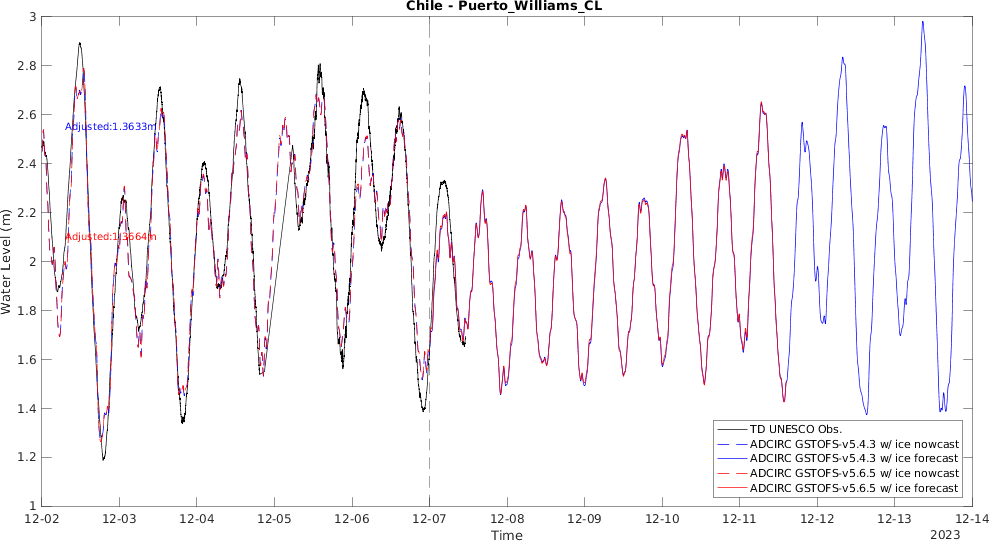 Chile - Puerto_Williams_CL
3
2.8
2.6
2.4
2.2
2
1.8
1.6
1.4
1.2
1
Water Level (m)
Adjusted:1.3633m
Adjusted:1.3564m
TD UNESCO Obs.
ADCIRC GSTOFS-v5.4.3 w/ ice nowcast
ADCIRC GSTOFS-v5.4.3 w/ ice forecast
ADCIRC GSTOFS-v5.6.5 w/ ice nowcast
ADCIRC GSTOFS-v5.6.5 w/ ice forecast
12-02 12-03 12-04 12-05 12-06 12-07 12-08 12-09 12-10 12-11 12-12 12-13 12-14
Time
2023